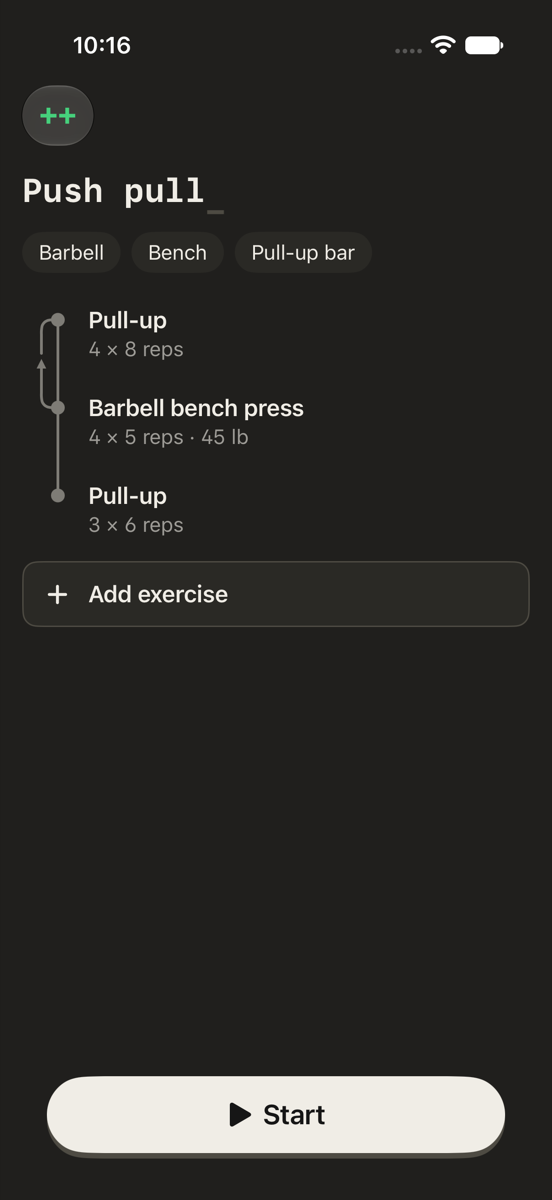 10:16
++
Push pull_
Barbell Bench Pull-up bar
Pull-up
4 × 8 reps
Barbell bench press
4 × 5 reps · 45 lb
Pull-up
3 × 6 reps
+ Add exercise
Start